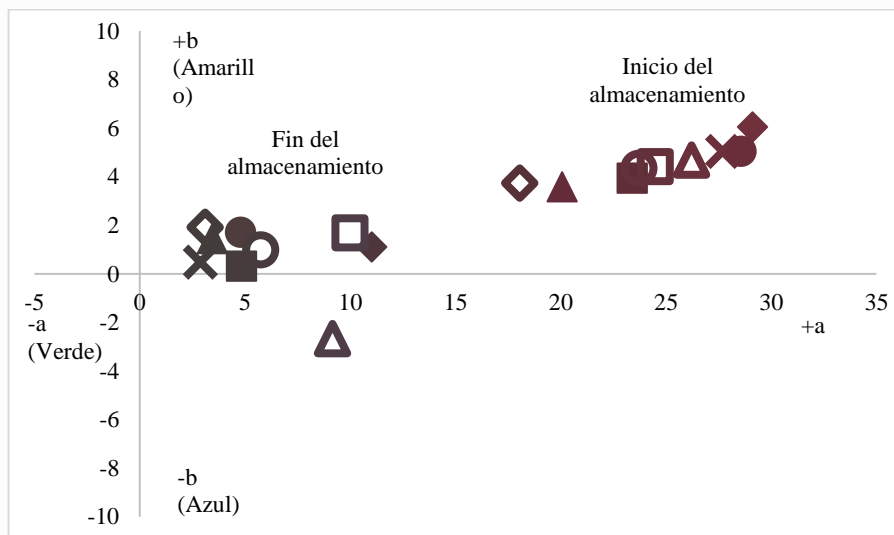 10
+b
(Amarill
o)
8
6
4
2
0
-2
-4
-6
-8
-10
Inicio del
almacenamiento
Fin del
almacenamiento
-5
0
5
10
15
20
25
30
35
-a
(Verde)
+a
-b
(Azul)